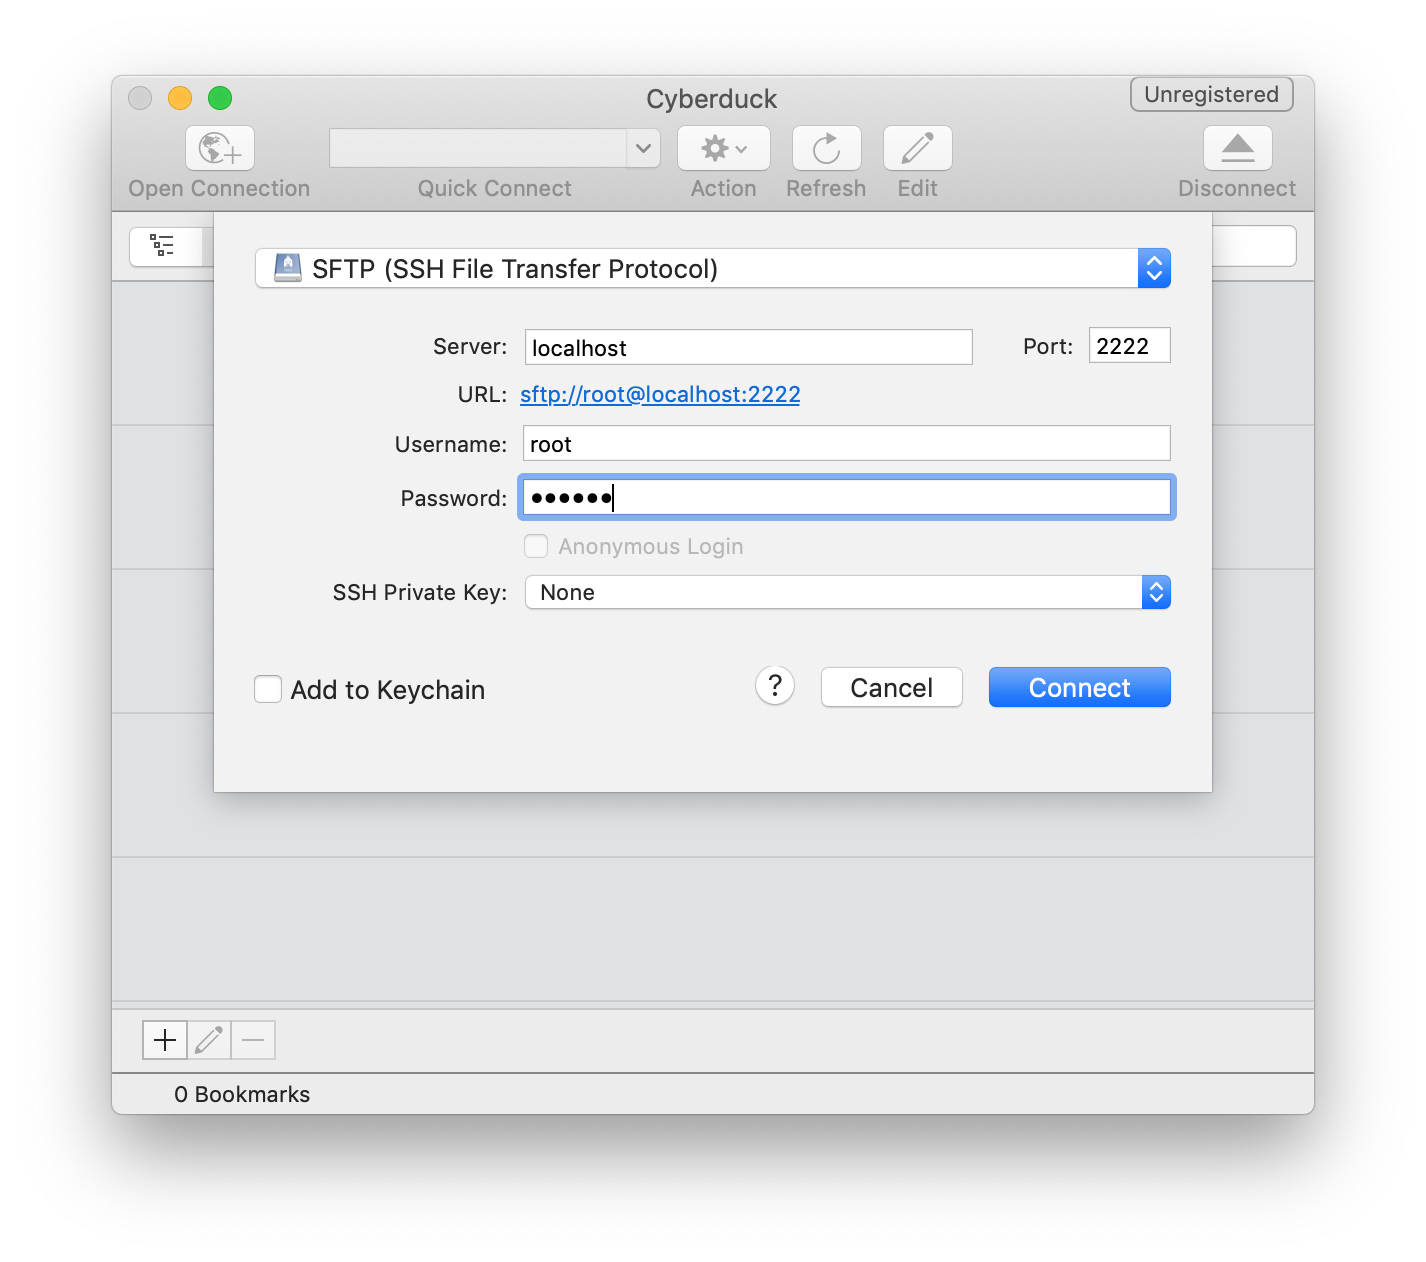 Cyberduck
Unregistered
Open Connection
Quick Connect
Action
Refresh
Edit
Disconnect
SFTP (SSH File Transfer Protocol)
Server: localhost Port: 2222
URL: sftp://root@localhost:2222
Username: root
Password: ••••••
Anonymous Login
SSH Private Key: None
Add to Keychain ? Cancel Connect
0 Bookmarks